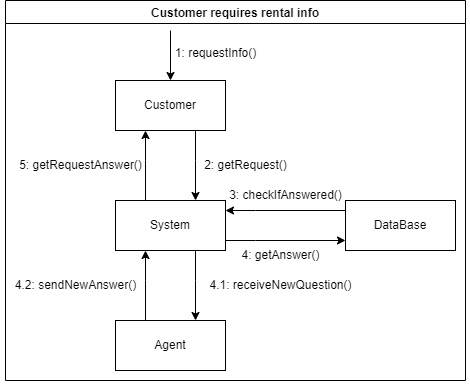 Customer requires rental info
1: requestInfo()
Customer
5: getRequestAnswer()
2: getRequest()
3: checkIfAnswered()
System
DataBase
4: getAnswer()
4.2: sendNewAnswer()
4.1: receiveNewQuestion()
Agent